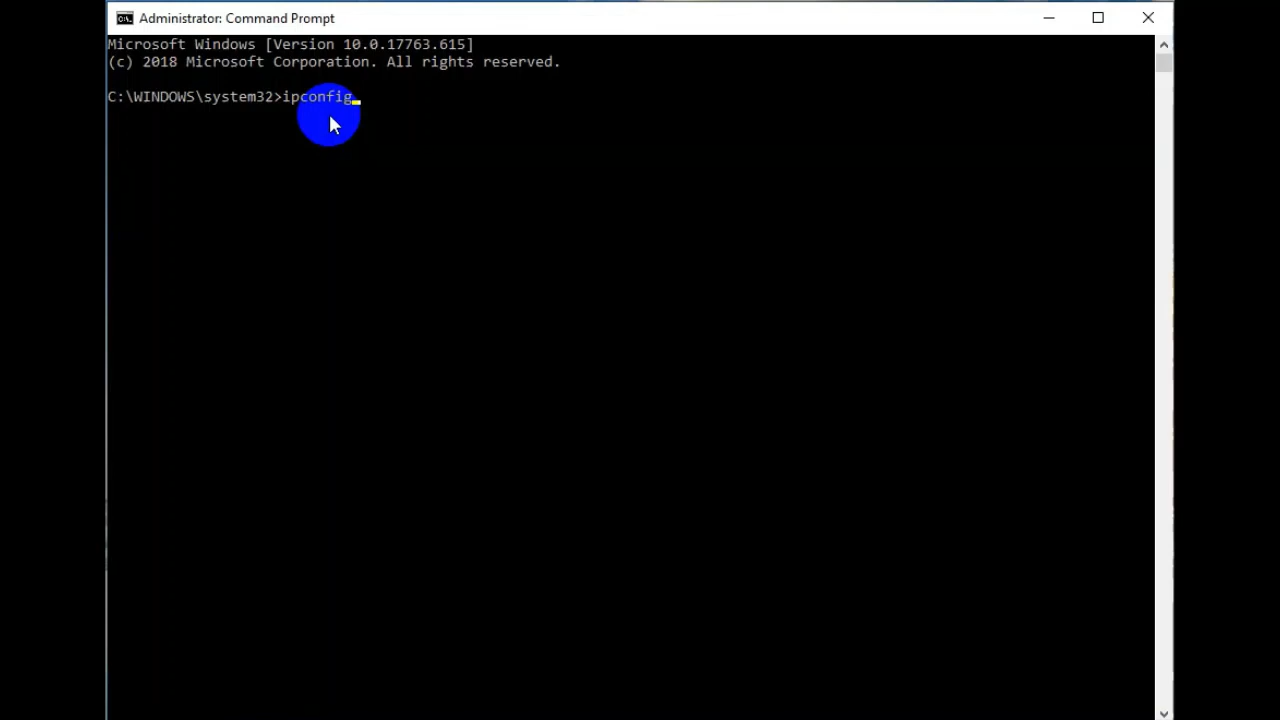 Administrator: Command Prompt
Microsoft Windows [Version 10.0.17763.615]
(c) 2018 Microsoft Corporation. All rights reserved.
C:\WINDOWS\system32>ipconfig